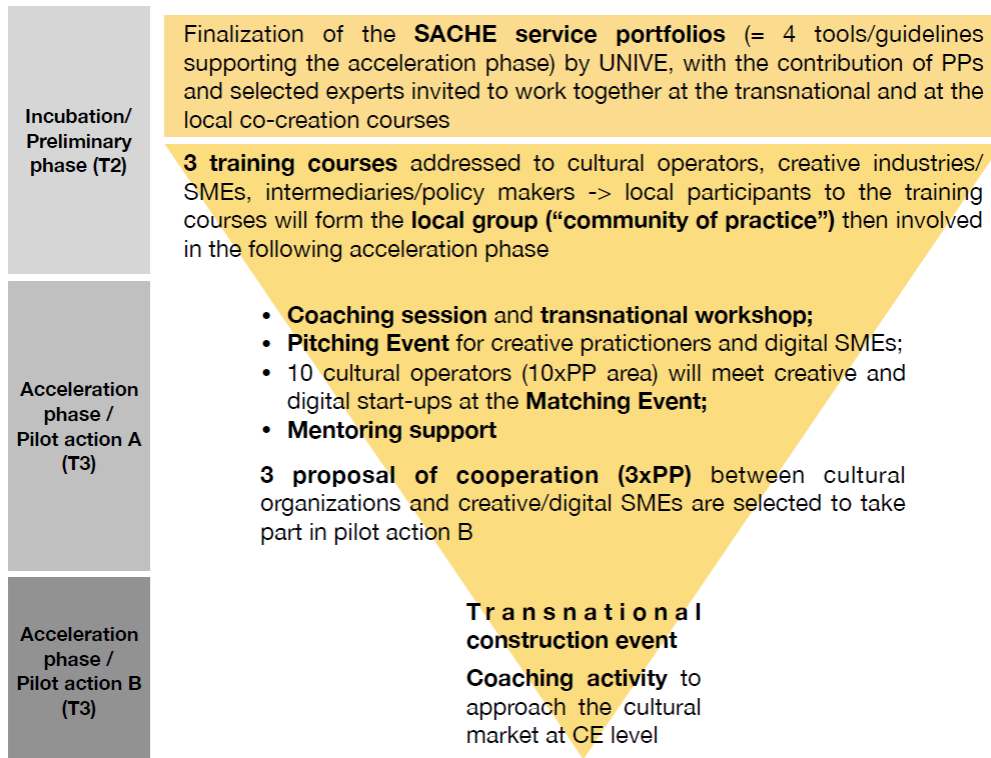 Incubation/
Preliminary
phase (T2)
Finalization of the SACHE service portfolios (= 4 tools/guidelines
supporting the acceleration phase) by UNIVE, with the contribution of PPs
and selected experts invited to work together at the transnational and at the
local co-creation courses
3 training courses addressed to cultural operators, creative industries/
SMEs, intermediaries/policy makers -> local participants to the training
courses will form the local group (“community of practice”) then involved
in the following acceleration phase
Acceleration
phase /
Pilot action A
(T3)
• Coaching session and transnational workshop;
• Pitching Event for creative pratictioners and digital SMEs;
• 10 cultural operators (10xPP area) will meet creative and
digital start-ups at the Matching Event;
• Mentoring support
3 proposal of cooperation (3xPP) between cultural
organizations and creative/digital SMEs are selected to take
part in pilot action B
Acceleration
phase /
Pilot action B
(T3)
Transnational
construction event
Coaching activity to
approach the cultural
market at CE level